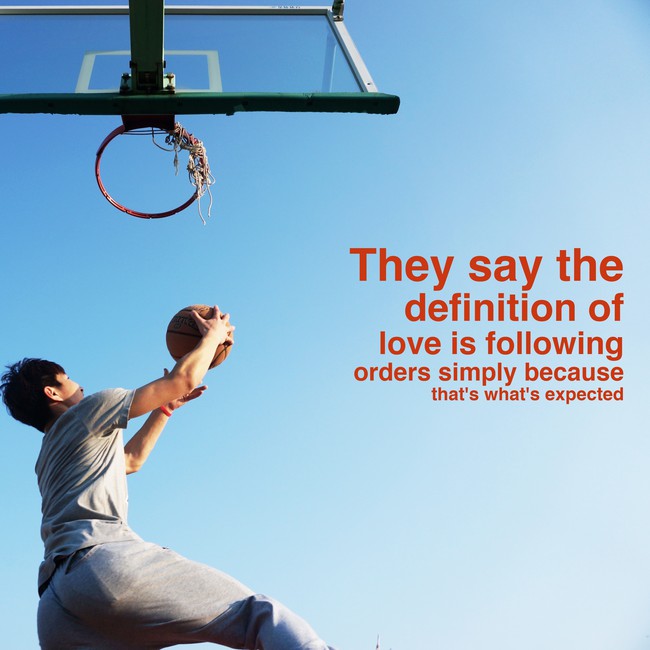 They say the
definition of
love is following
orders simply because
that's what's expected